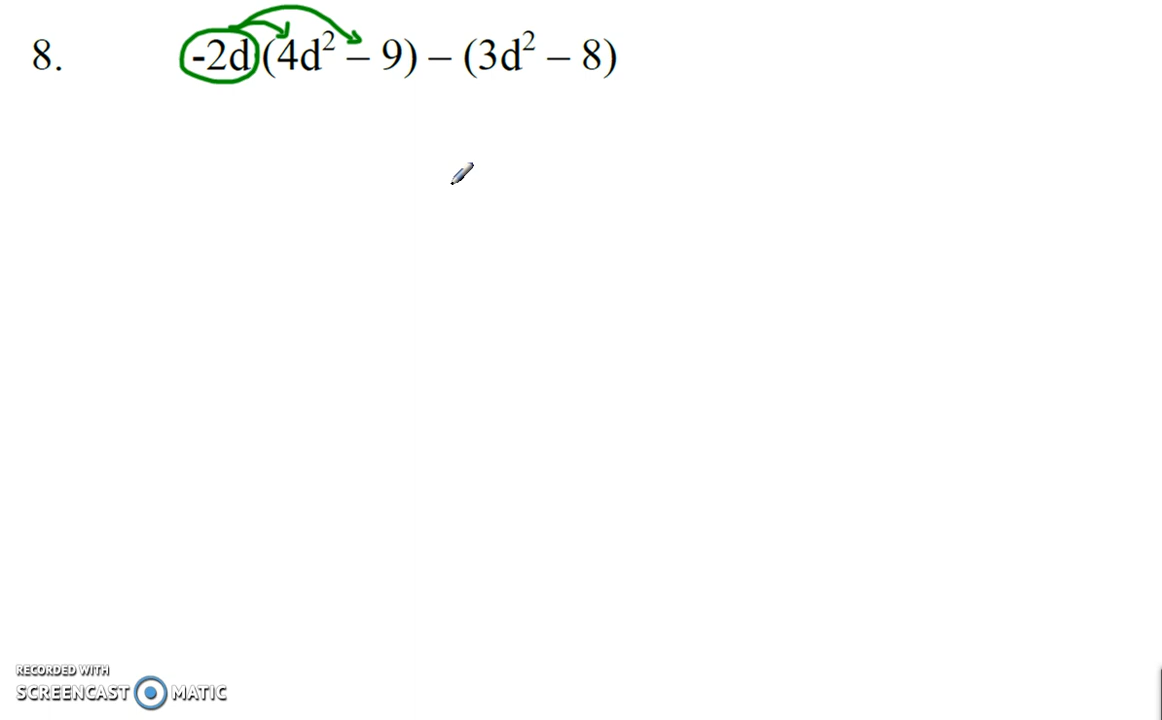 8. -2d(4d² – 9) – (3d² – 8)
RECORDED WITH
SCREENCAST MATIC